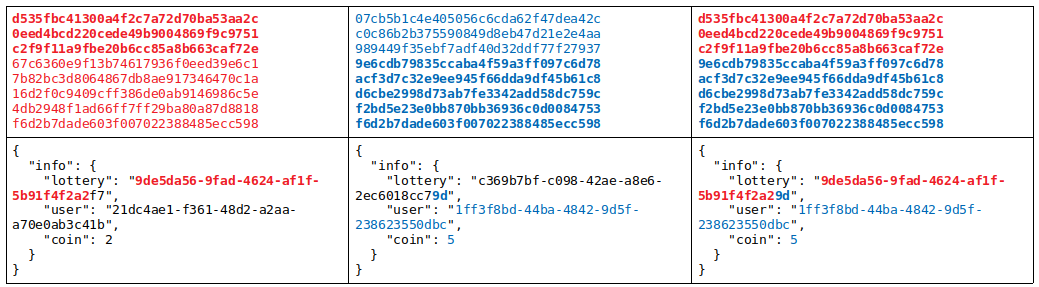 d535fbc41300a4f2c7a72d70ba53aa2c
0eed4bcd220cede49b9004869f9c9751
c2f9f11a9fbe20b6cc85a8b663caf72e
67c6360e9f13b74617936f0eed39e6c1
7b82bc3d8064867db8ae917346470c1a
16d2f0c9409cff386de0ab9146986c5e
4db2948f1ad66ff7ff29ba80a87d8818
f6d2b7dade603f007022388485ecc598
07cb5b1c4e405056c6cda62f47dea42c
c0c86b2b375590849d8eb47d21e2e4aa
989449f35ebf7adf40d32ddf77f27937
9e6cdb79835ccaba4f59a3ff097c6d78
acf3d7c32e9ee945f66dda9df45b61c8
d6cbe2998d73ab7fe3342add58dc759c
f2bd5e23e0bb870bb36936c0d0084753
f6d2b7dade603f007022388485ecc598
d535fbc41300a4f2c7a72d70ba53aa2c
0eed4bcd220cede49b9004869f9c9751
c2f9f11a9fbe20b6cc85a8b663caf72e
9e6cdb79835ccaba4f59a3ff097c6d78
acf3d7c32e9ee945f66dda9df45b61c8
d6cbe2998d73ab7fe3342add58dc759c
f2bd5e23e0bb870bb36936c0d0084753
f6d2b7dade603f007022388485ecc598
{
"info": {
"lottery": "9de5da56-9fad-4624-af1f-
5b91f4f2a2f7",
"user": "21dc4ae1-f361-48d2-a2aa-
a70e0ab3c41b",
"coin": 2
}
}
{
"info": {
"lottery": "c369b7bf-c098-42ae-a8e6-
2ec6018cc79d",
"user": "1ff3f8bd-44ba-4842-9d5f-
238623550dbc",
"coin": 5
}
}
{
"info": {
"lottery": "9de5da56-9fad-4624-af1f-
5b91f4f2a29d",
"user": "1ff3f8bd-44ba-4842-9d5f-
238623550dbc",
"coin": 5
}
}